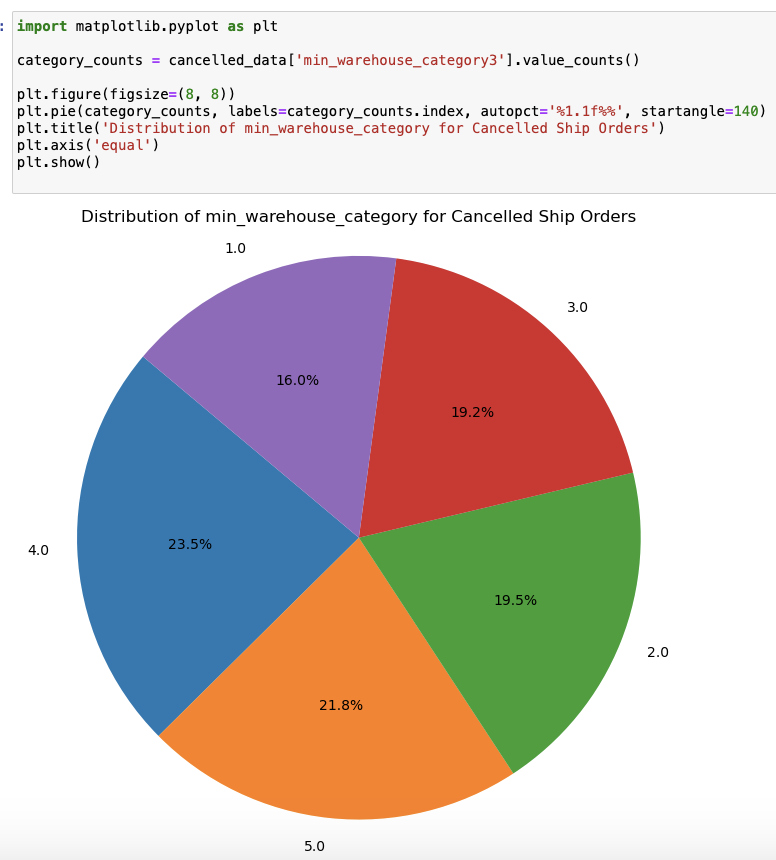 : import matplotlib.pyplot as plt
category_counts = cancelled_data['min_warehouse_category3'].value_counts()
plt.figure(figsize=(8, 8))
plt.pie(category_counts, labels=category_counts.index, autopct='%1.1f%%', startangle=140)
plt.title('Distribution of min_warehouse_category for Cancelled Ship Orders')
plt.axis('equal')
plt.show()
Distribution of min_warehouse_category for Cancelled Ship Orders
1.0
3.0
16.0%
19.2%
23.5%
4.0
19.5%
2.0
21.8%
5.0